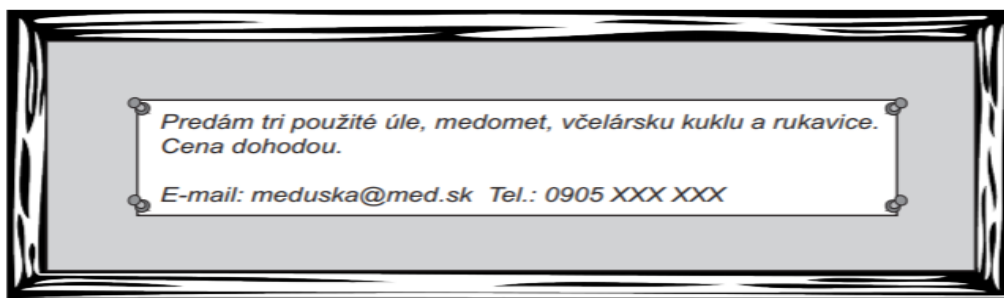 Predám tri použité úle, medomet, včelársku kuklu a rukavice.
Cena dohodou.
E-mail: meduska@med.sk Tel.: 0905 XXX XXX